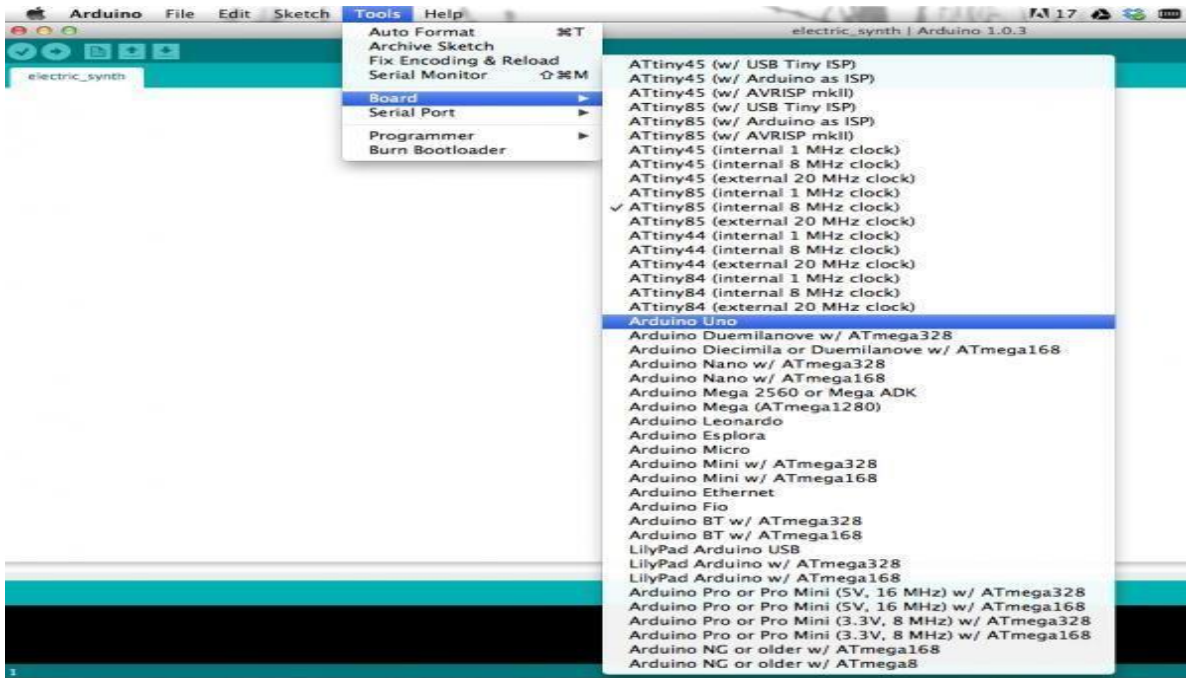 Arduino File Edit Sketch Tools Help
17
electric_synth | Arduino 1.0.3
electric_synth
Auto Format ⌘T
Archive Sketch
Fix Encoding & Reload
Serial Monitor ⇧⌘M
Board
Serial Port
Programmer
Burn Bootloader
ATtiny45 (w/ USB Tiny ISP)
ATtiny45 (w/ Arduino as ISP)
ATtiny45 (w/ AVRISP mkII)
ATtiny85 (w/ USB Tiny ISP)
ATtiny85 (w/ Arduino as ISP)
ATtiny85 (w/ AVRISP mkII)
ATtiny45 (internal 1 MHz clock)
ATtiny45 (internal 8 MHz clock)
ATtiny45 (external 20 MHz clock)
ATtiny85 (internal 1 MHz clock)
✓ ATtiny85 (internal 8 MHz clock)
ATtiny85 (external 20 MHz clock)
ATtiny44 (internal 1 MHz clock)
ATtiny44 (internal 8 MHz clock)
ATtiny44 (external 20 MHz clock)
ATtiny84 (internal 1 MHz clock)
ATtiny84 (internal 8 MHz clock)
ATtiny84 (external 20 MHz clock)
Arduino Uno
Arduino Duemilanove w/ ATmega328
Arduino Diecimila or Duemilanove w/ ATmega168
Arduino Nano w/ ATmega328
Arduino Nano w/ ATmega168
Arduino Mega 2560 or Mega ADK
Arduino Mega (ATmega1280)
Arduino Leonardo
Arduino Esplora
Arduino Micro
Arduino Mini w/ ATmega328
Arduino Mini w/ ATmega168
Arduino Ethernet
Arduino Fio
Arduino BT w/ ATmega328
Arduino BT w/ ATmega168
LilyPad Arduino USB
LilyPad Arduino w/ ATmega328
LilyPad Arduino w/ ATmega168
Arduino Pro or Pro Mini (5V, 16 MHz) w/ ATmega328
Arduino Pro or Pro Mini (5V, 16 MHz) w/ ATmega168
Arduino Pro or Pro Mini (3.3V, 8 MHz) w/ ATmega328
Arduino Pro or Pro Mini (3.3V, 8 MHz) w/ ATmega168
Arduino NG or older w/ ATmega168
Arduino NG or older w/ ATmega8
1